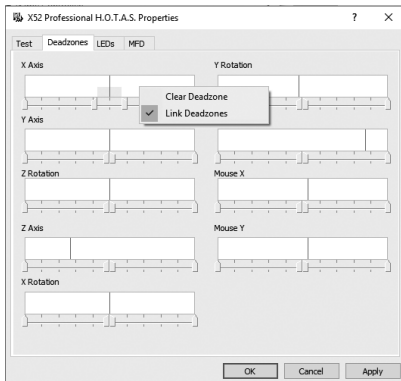 X52 Professional H.O.T.A.S. Properties
Test Deadzones LEDs MFD
X Axis
Y Rotation
Clear Deadzone
Link Deadzones
Y Axis
Z Rotation
Mouse X
Z Axis
Mouse Y
X Rotation
OK Cancel Apply